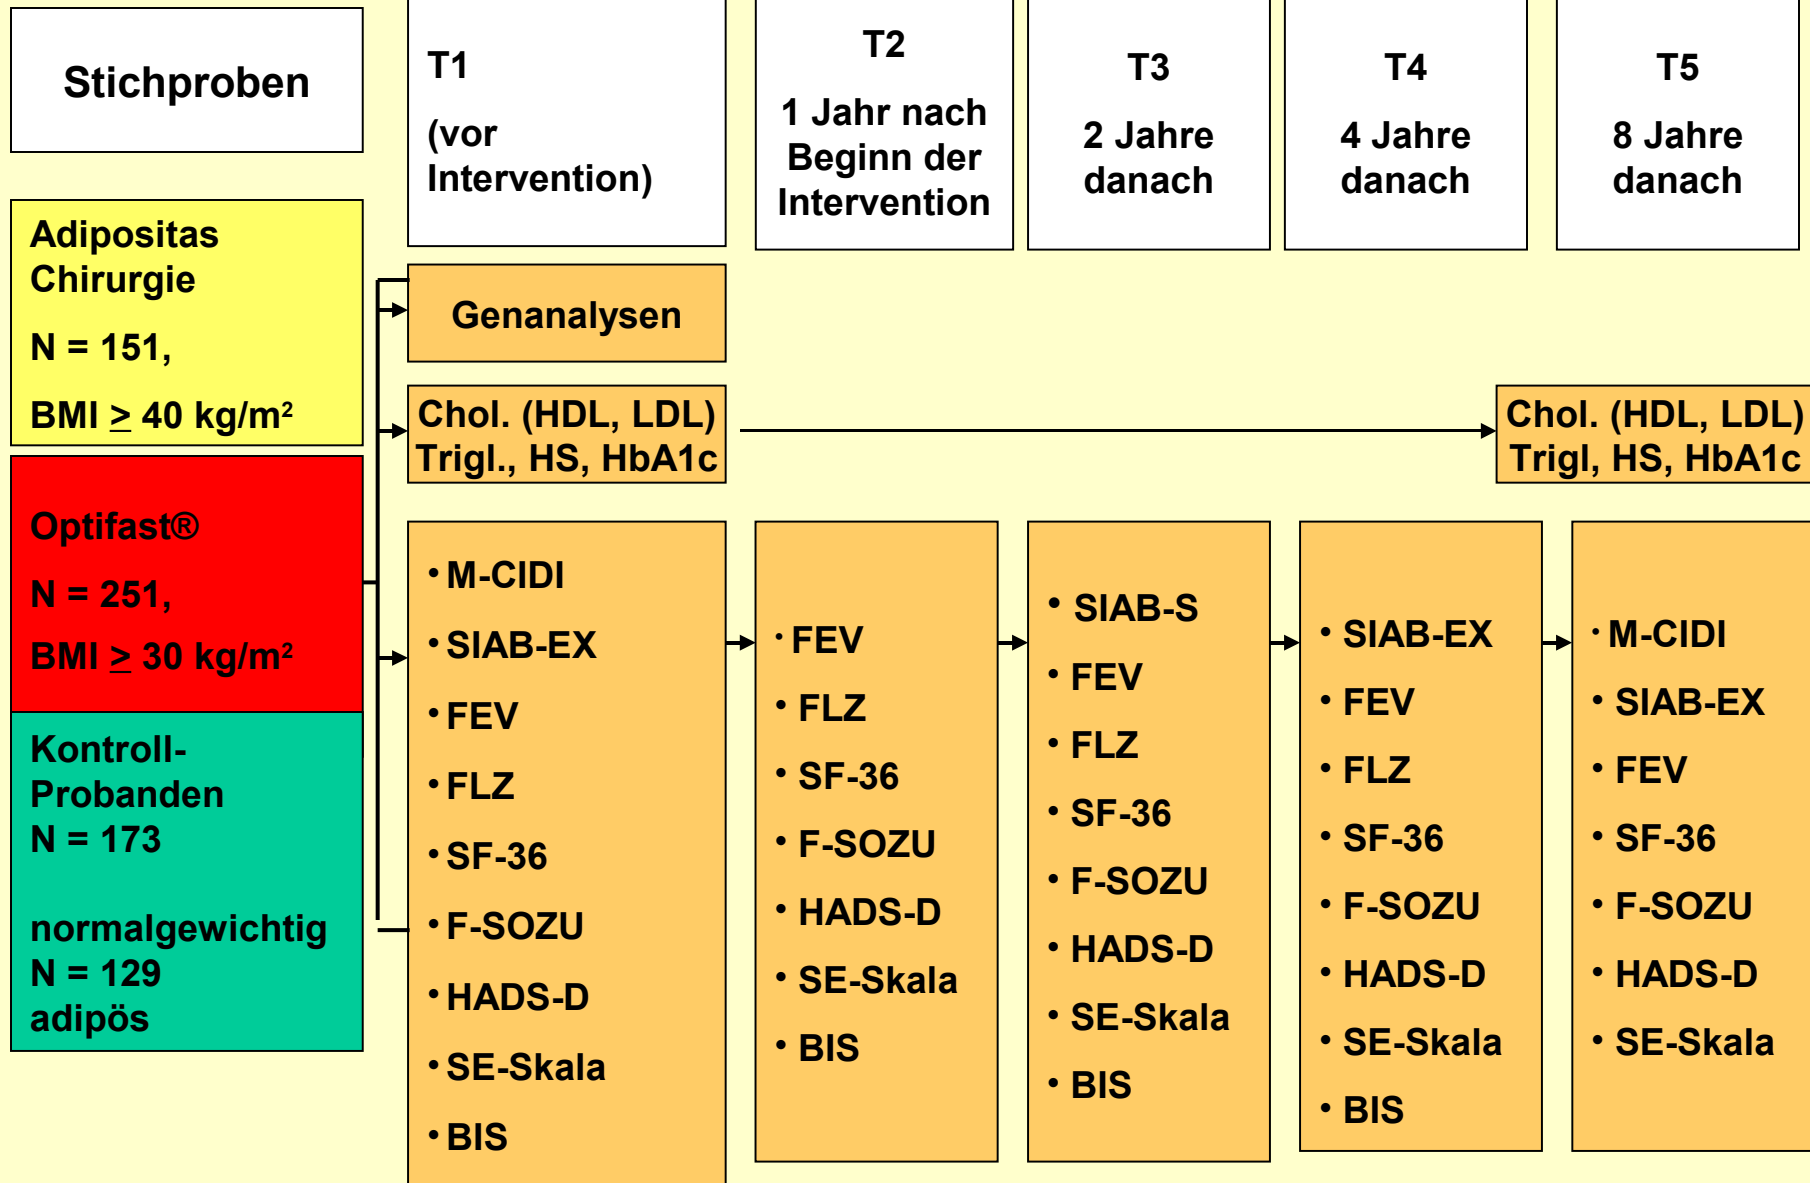 Stichproben
T1
(vor
Intervention)
T2
1 Jahr nach
Beginn der
Intervention
T3
2 Jahre
danach
T4
4 Jahre
danach
T5
8 Jahre
danach
Adipositas
Chirurgie
N = 151,
BMI ≥ 40 kg/m²
Optifast®
N = 251,
BMI ≥ 30 kg/m²
Kontroll-
Probanden
N = 173
normalgewichtig
N = 129
adipös
Genanalysen
Chol. (HDL, LDL)
Trigl., HS, HbA1c
Chol. (HDL, LDL)
Trigl, HS, HbA1c
• M-CIDI
• SIAB-EX
• FEV
• FLZ
• SF-36
• F-SOZU
• HADS-D
• SE-Skala
• BIS
• FEV
• FLZ
• SF-36
• F-SOZU
• HADS-D
• SE-Skala
• BIS
• SIAB-S
• FEV
• FLZ
• SF-36
• F-SOZU
• HADS-D
• SE-Skala
• BIS
• SIAB-EX
• FEV
• FLZ
• SF-36
• F-SOZU
• HADS-D
• SE-Skala
• BIS
• M-CIDI
• SIAB-EX
• FEV
• SF-36
• F-SOZU
• HADS-D
• SE-Skala